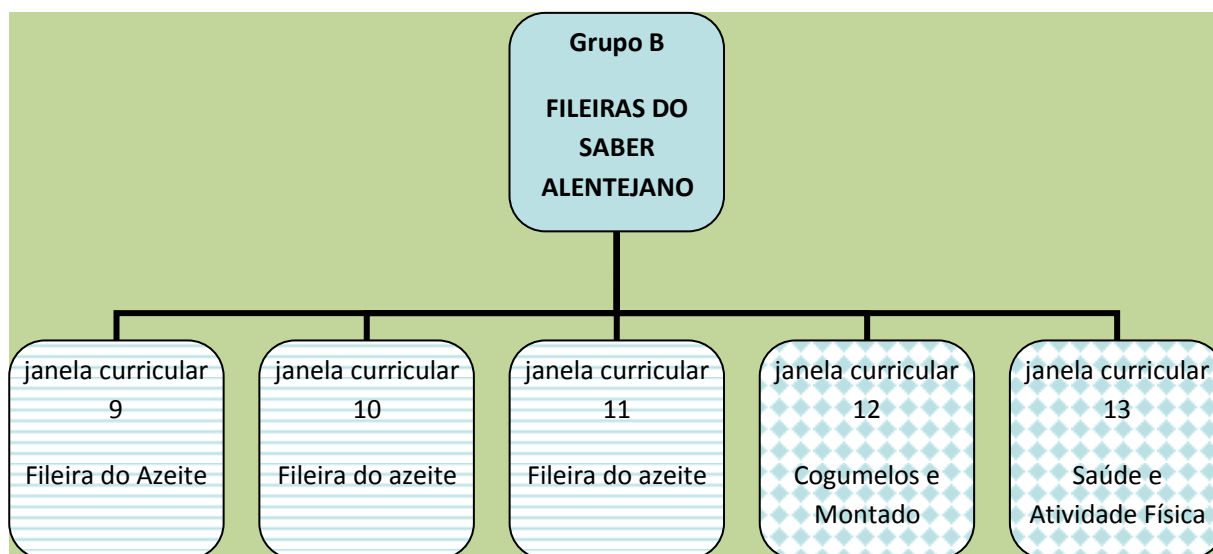 Grupo B
FILEIRAS DO
SABER
ALENTEJANO
janela curricular
9
Fileira do Azeite
janela curricular
10
Fileira do azeite
janela curricular
11
Fileira do azeite
janela curricular
12
Cogumelos e
Montado
janela curricular
13
Saúde e
Atividade Física